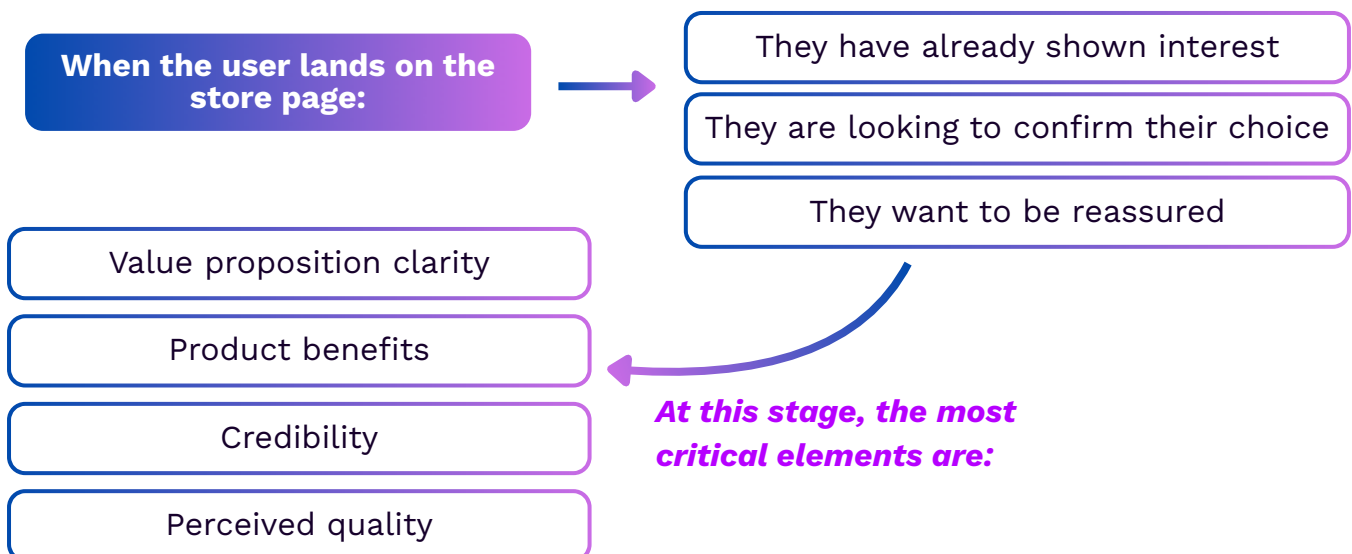 When the user lands on the
store page:
They have already shown interest
They are looking to confirm their choice
They want to be reassured
At this stage, the most
critical elements are:
Value proposition clarity
Product benefits
Credibility
Perceived quality